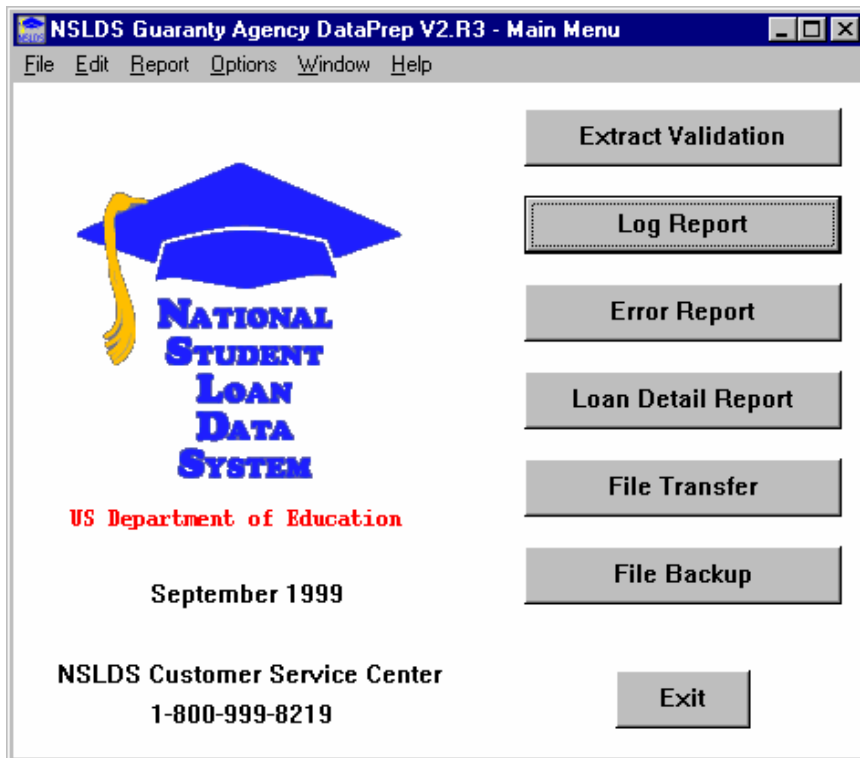 NSLDS Guaranty Agency DataPrep V2.R3 - Main Menu
File Edit Report Options Window Help
Extract Validation
Log Report
Error Report
Loan Detail Report
File Transfer
File Backup
Exit
NATIONAL
STUDENT
LOAN
DATA
SYSTEM
US Department of Education
September 1999
NSLDS Customer Service Center
1-800-999-8219